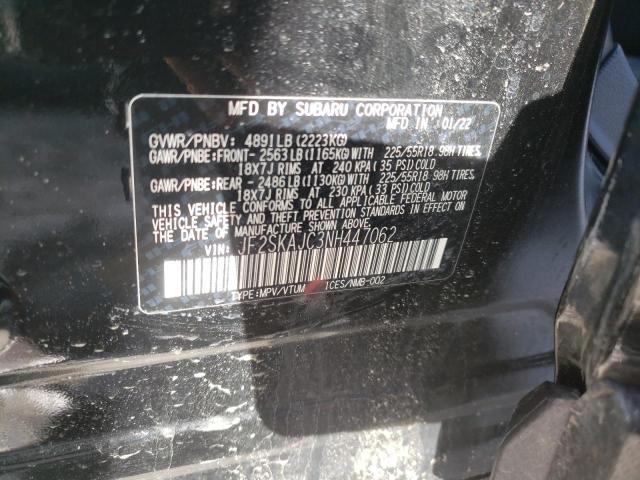 MFD BY SUBARU CORPORATION
MFD IN 01/22
GVWR/PNBV: 4891LB(2223KG)
GAWR/PNBE:FRONT-2563LB(1165KG)WITH 225/55R18 98H TIRES,
18X7J RIMS AT 240 KPA (35 PSI)COLD
GAWR/PNBE:REAR -2486LB(1130KG)WITH 225/55R18 98H TIRES,
18X7J RIMS AT 230 KPA (33 PSI)COLD
THIS VEHICLE CONFORMS TO ALL APPLICABLE FEDERAL MOTOR
VEHICLE SAFETY AND THEFT PREVENTION STANDARDS IN EFFECT ON
THE DATE OF MANUFACTURE SHOWN ABOVE.
VIN: JF2SKAJC3NH447062
TYPE:MPV/VTUM ICES/NMB-002